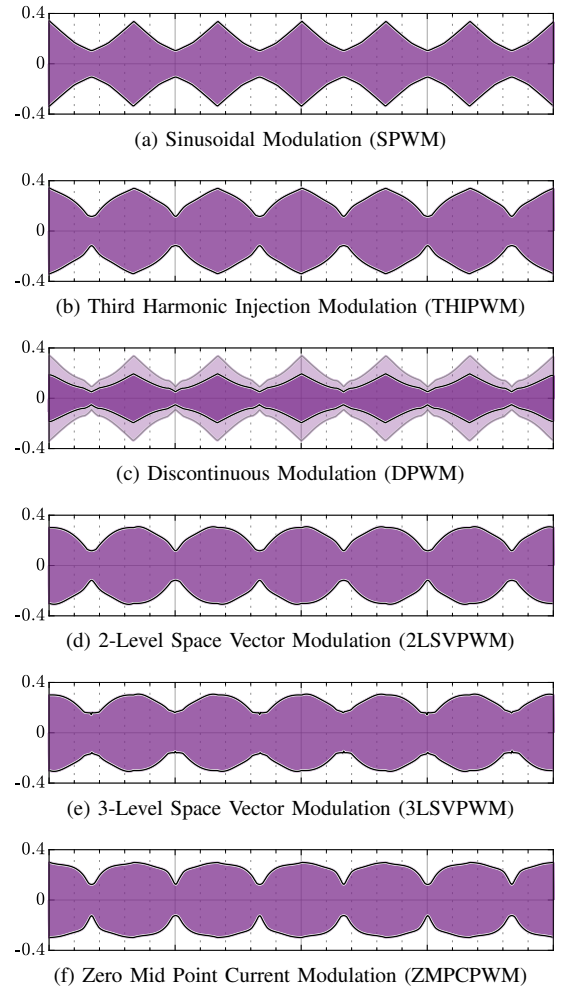 0
-0.4
(a) Sinusoidal Modulation (SPWM)
0.4
0
-0.4
(b) Third Harmonic Injection Modulation (THIPWM)
0.4
0
-0.4
(c) Discontinuous Modulation (DPWM)
0.4
0
-0.4
(d) 2-Level Space Vector Modulation (2LSVPWM)
0.4
0
-0.4
(e) 3-Level Space Vector Modulation (3LSVPWM)
0.4
0
-0.4
(f) Zero Mid Point Current Modulation (ZMPCPWM)